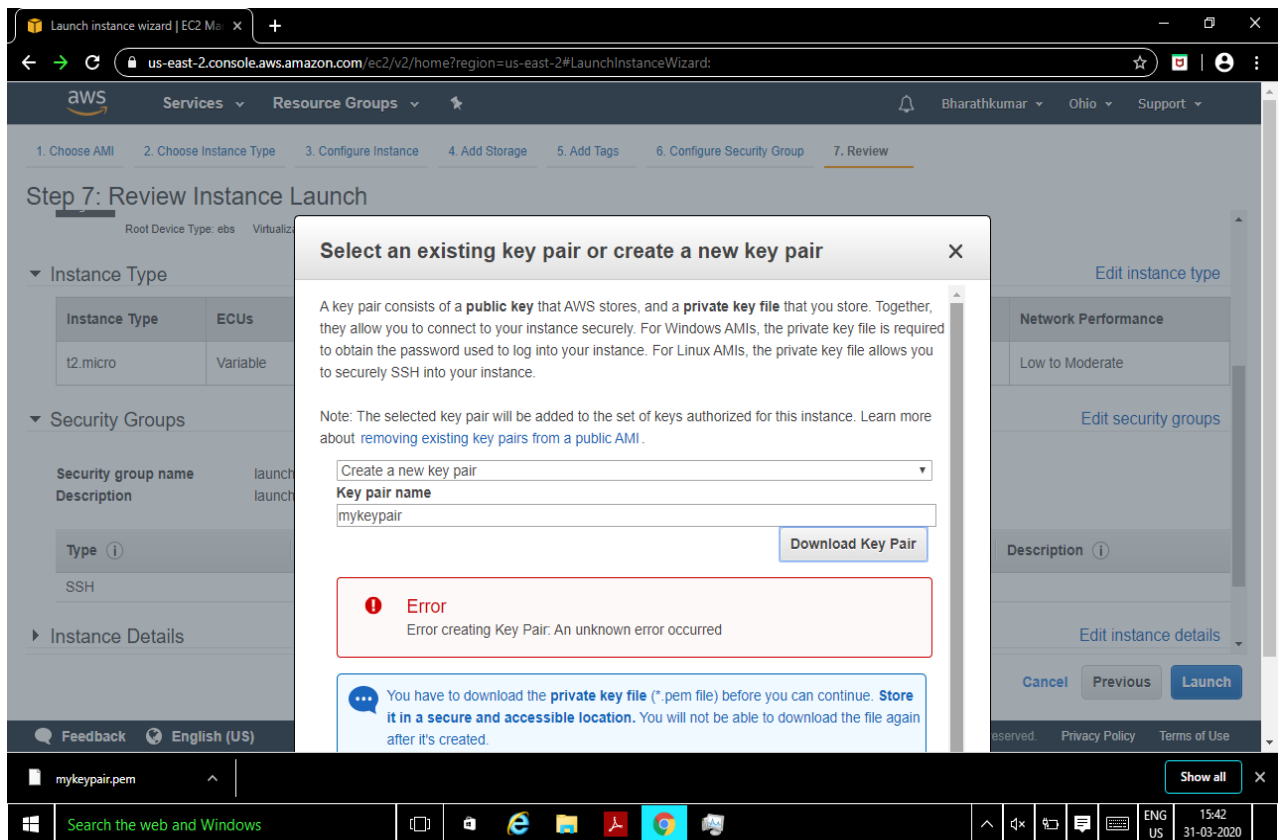 Launch instance wizard | EC2 Ma
us-east-2.console.aws.amazon.com/ec2/v2/home?region=us-east-2#LaunchInstanceWizard:
aws Services Resource Groups Bharathkumar Ohio Support
1. Choose AMI 2. Choose Instance Type 3. Configure Instance 4. Add Storage 5. Add Tags 6. Configure Security Group 7. Review
Step 7: Review Instance Launch
Root Device Type: ebs Virtualiz
Instance Type Edit instance type
Instance Type ECUs Network Performance
t2.micro Variable Low to Moderate
Security Groups Edit security groups
Security group name launch
Description launch
Type Description
SSH
Instance Details Edit instance details
Cancel Previous Launch
Select an existing key pair or create a new key pair
A key pair consists of a public key that AWS stores, and a private key file that you store. Together,
they allow you to connect to your instance securely. For Windows AMIs, the private key file is required
to obtain the password used to log into your instance. For Linux AMIs, the private key file allows you
to securely SSH into your instance.
Note: The selected key pair will be added to the set of keys authorized for this instance. Learn more
about removing existing key pairs from a public AMI .
Create a new key pair
Key pair name
mykeypair
Download Key Pair
Error
Error creating Key Pair: An unknown error occurred
You have to download the private key file (*.pem file) before you can continue. Store
it in a secure and accessible location. You will not be able to download the file again
after it's created.
Feedback English (US) eserved. Privacy Policy Terms of Use
mykeypair.pem Show all
Search the web and Windows
ENG
US
15:42
31-03-2020